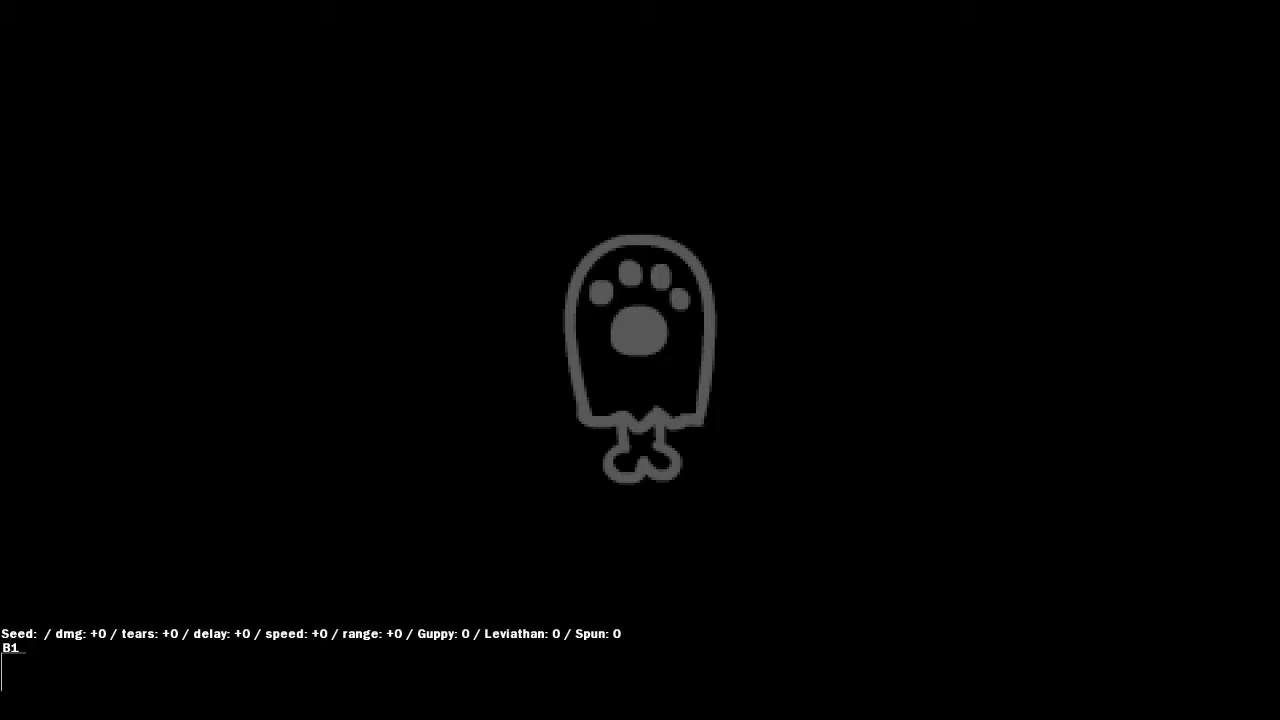 Seed:  / dmg: +0 / tears: +0 / delay: +0 / speed: +0 / range: +0 / Guppy: 0 / Leviathan: 0 / Spun: 0
B1